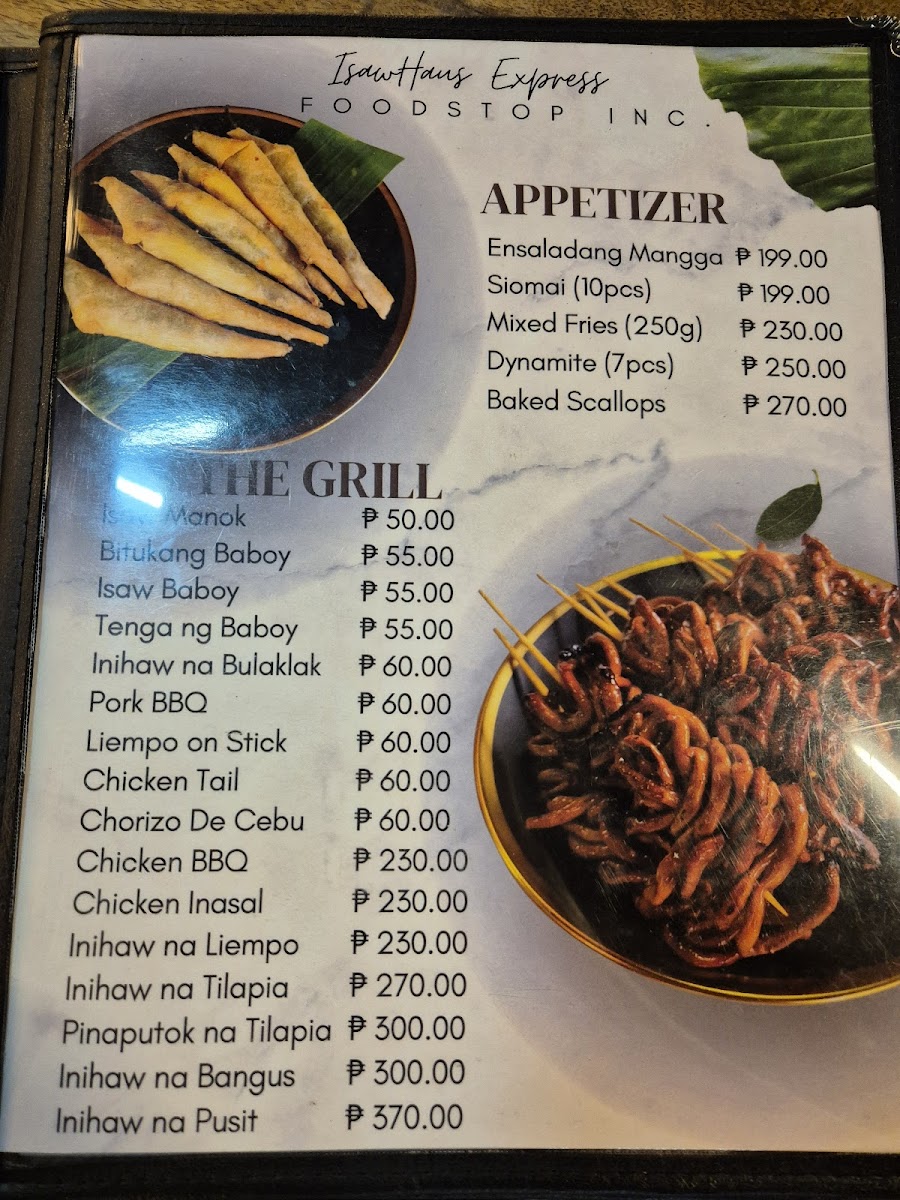 IsawHaus Express
FOODSTOP INC.
APPETIZER
Ensaladang Mangga ₱ 199.00
Siomai (10pcs) ₱ 199.00
Mixed Fries (250g) ₱ 230.00
Dynamite (7pcs) ₱ 250.00
Baked Scallops ₱ 270.00
THE GRILL
Manok ₱ 50.00
Bitukang Baboy ₱ 55.00
Isaw Baboy ₱ 55.00
Tenga ng Baboy ₱ 55.00
Inihaw na Bulaklak ₱ 60.00
Pork BBQ ₱ 60.00
Liempo on Stick ₱ 60.00
Chicken Tail ₱ 60.00
Chorizo De Cebu ₱ 60.00
Chicken BBQ ₱ 230.00
Chicken Inasal ₱ 230.00
Inihaw na Liempo ₱ 230.00
Inihaw na Tilapia ₱ 270.00
Pinaputok na Tilapia ₱ 300.00
Inihaw na Bangus ₱ 300.00
Inihaw na Pusit ₱ 370.00